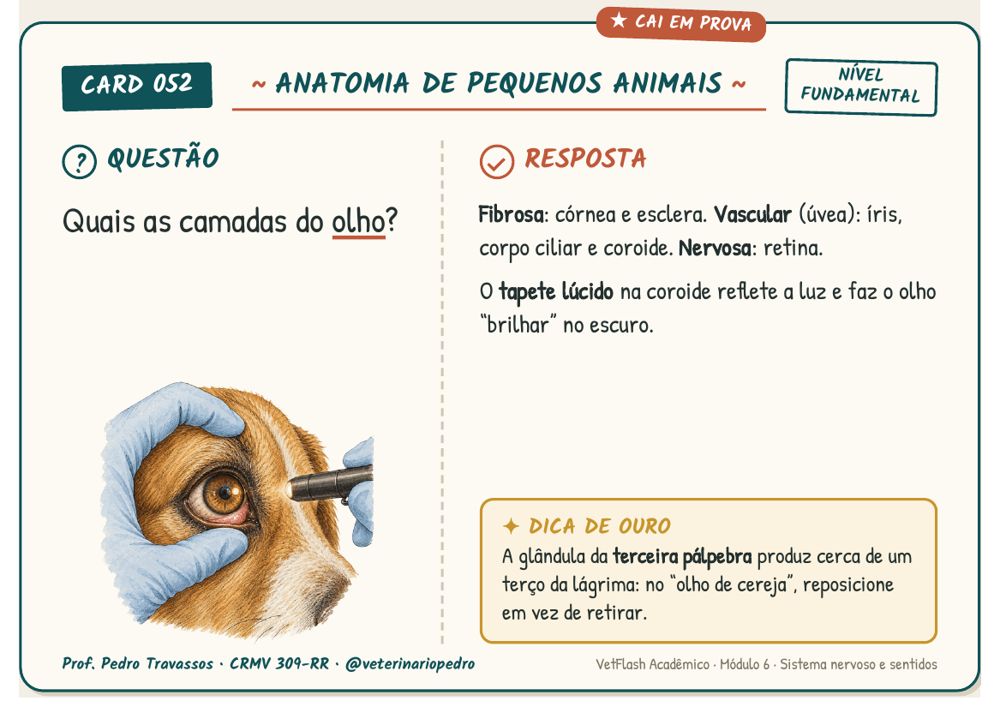 ★ CAI EM PROVA
CARD 052
~ ANATOMIA DE PEQUENOS ANIMAIS ~
NÍVEL
FUNDAMENTAL
? QUESTÃO
Quais as camadas do olho?
RESPOSTA
Fibrosa: córnea e esclera. Vascular (úvea): íris,
corpo ciliar e coroide. Nervosa: retina.
O tapete lúcido na coroide reflete a luz e faz o olho
“brilhar” no escuro.
✦ DICA DE OURO
A glândula da terceira pálpebra produz cerca de um
terço da lágrima: no “olho de cereja”, reposicione
em vez de retirar.
Prof. Pedro Travassos · CRMV 309-RR · @veterinariopedro
VetFlash Acadêmico · Módulo 6 · Sistema nervoso e sentidos